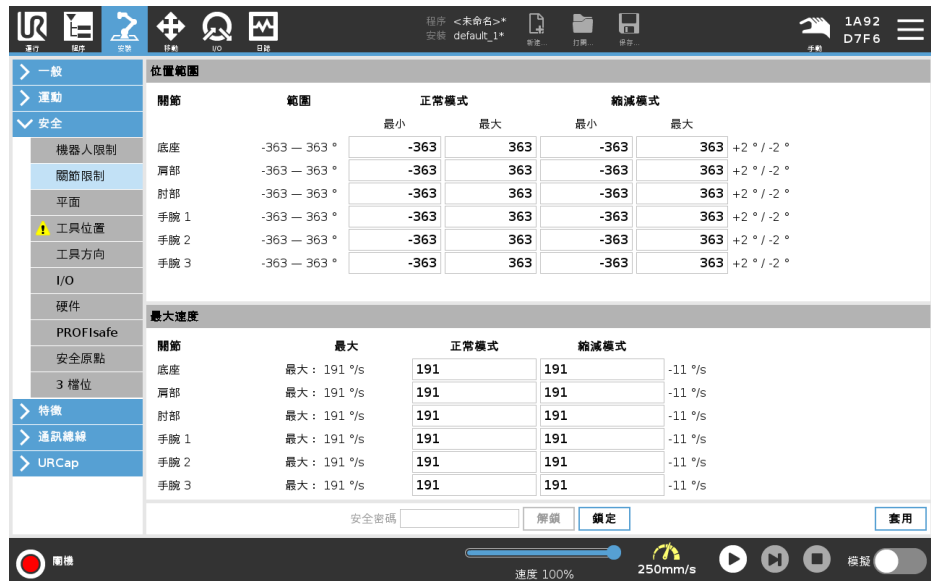 程序 <未命名>*
安裝 default_1*
1A92
D7F6
運行
程序
安裝
移動
I/O
日誌
新建...
打開...
保存...
手動
一般
運動
安全
機器人限制
關節限制
平面
工具位置
工具方向
I/O
硬件
PROFIsafe
安全原點
3 檔位
特徵
通訊總線
URCap
位置範圍
關節 範圍 正常模式 縮減模式
最小 最大 最小 最大
底座 -363 — 363 ° -363 363 -363 363 +2 ° / -2 °
肩部 -363 — 363 ° -363 363 -363 363 +2 ° / -2 °
肘部 -363 — 363 ° -363 363 -363 363 +2 ° / -2 °
手腕 1 -363 — 363 ° -363 363 -363 363 +2 ° / -2 °
手腕 2 -363 — 363 ° -363 363 -363 363 +2 ° / -2 °
手腕 3 -363 — 363 ° -363 363 -363 363 +2 ° / -2 °
最大速度
關節 最大 正常模式 縮減模式
底座 最大： 191 °/s 191 191 -11 °/s
肩部 最大： 191 °/s 191 191 -11 °/s
肘部 最大： 191 °/s 191 191 -11 °/s
手腕 1 最大： 191 °/s 191 191 -11 °/s
手腕 2 最大： 191 °/s 191 191 -11 °/s
手腕 3 最大： 191 °/s 191 191 -11 °/s
安全密碼 解鎖 鎖定 套用
關機
速度 100%
250mm/s
模擬